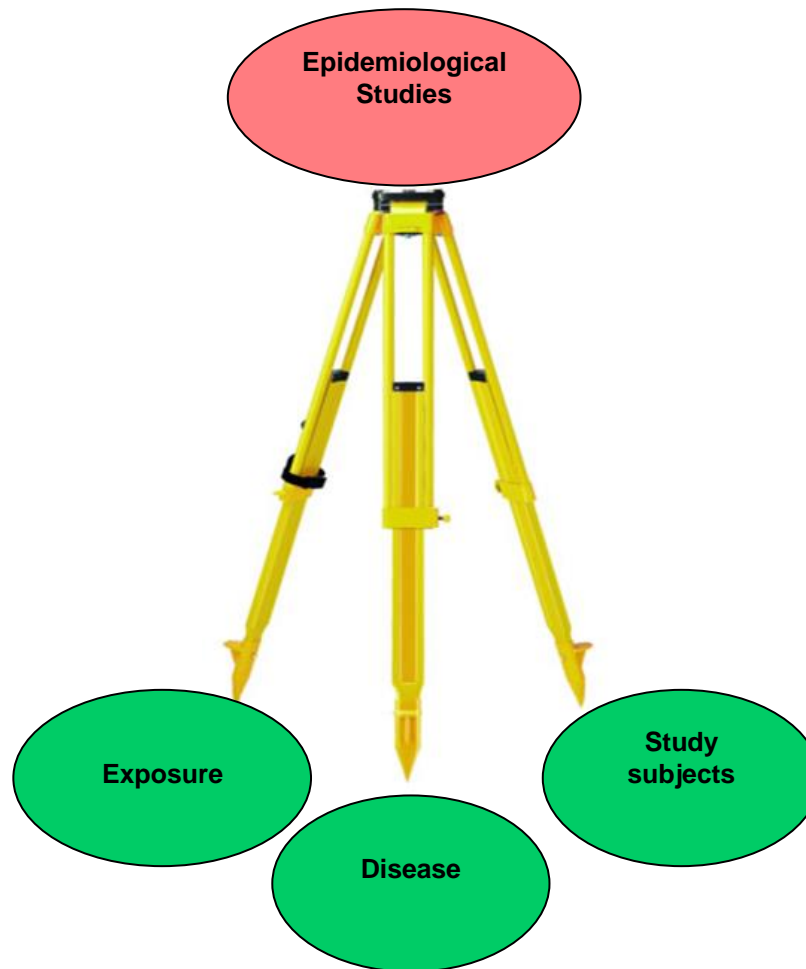 Epidemiological
Studies
Exposure
Study
subjects
Disease